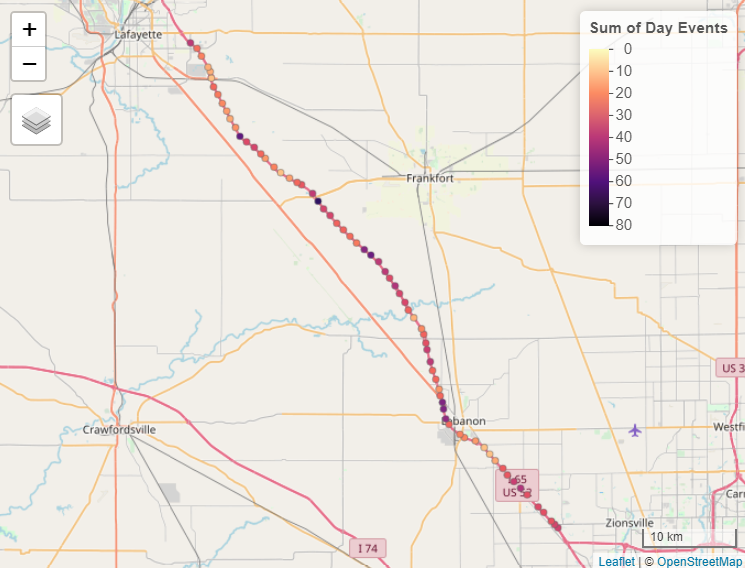 +
−
Lafayette
Sum of Day Events
0
10
20
30
40
50
60
70
80
Frankfort
US 3
Lebanon
Crawfordsville
Westfi
I 65
US 52
Car
Zionsville
10 km
I 74
Leaflet | © OpenStreetMap